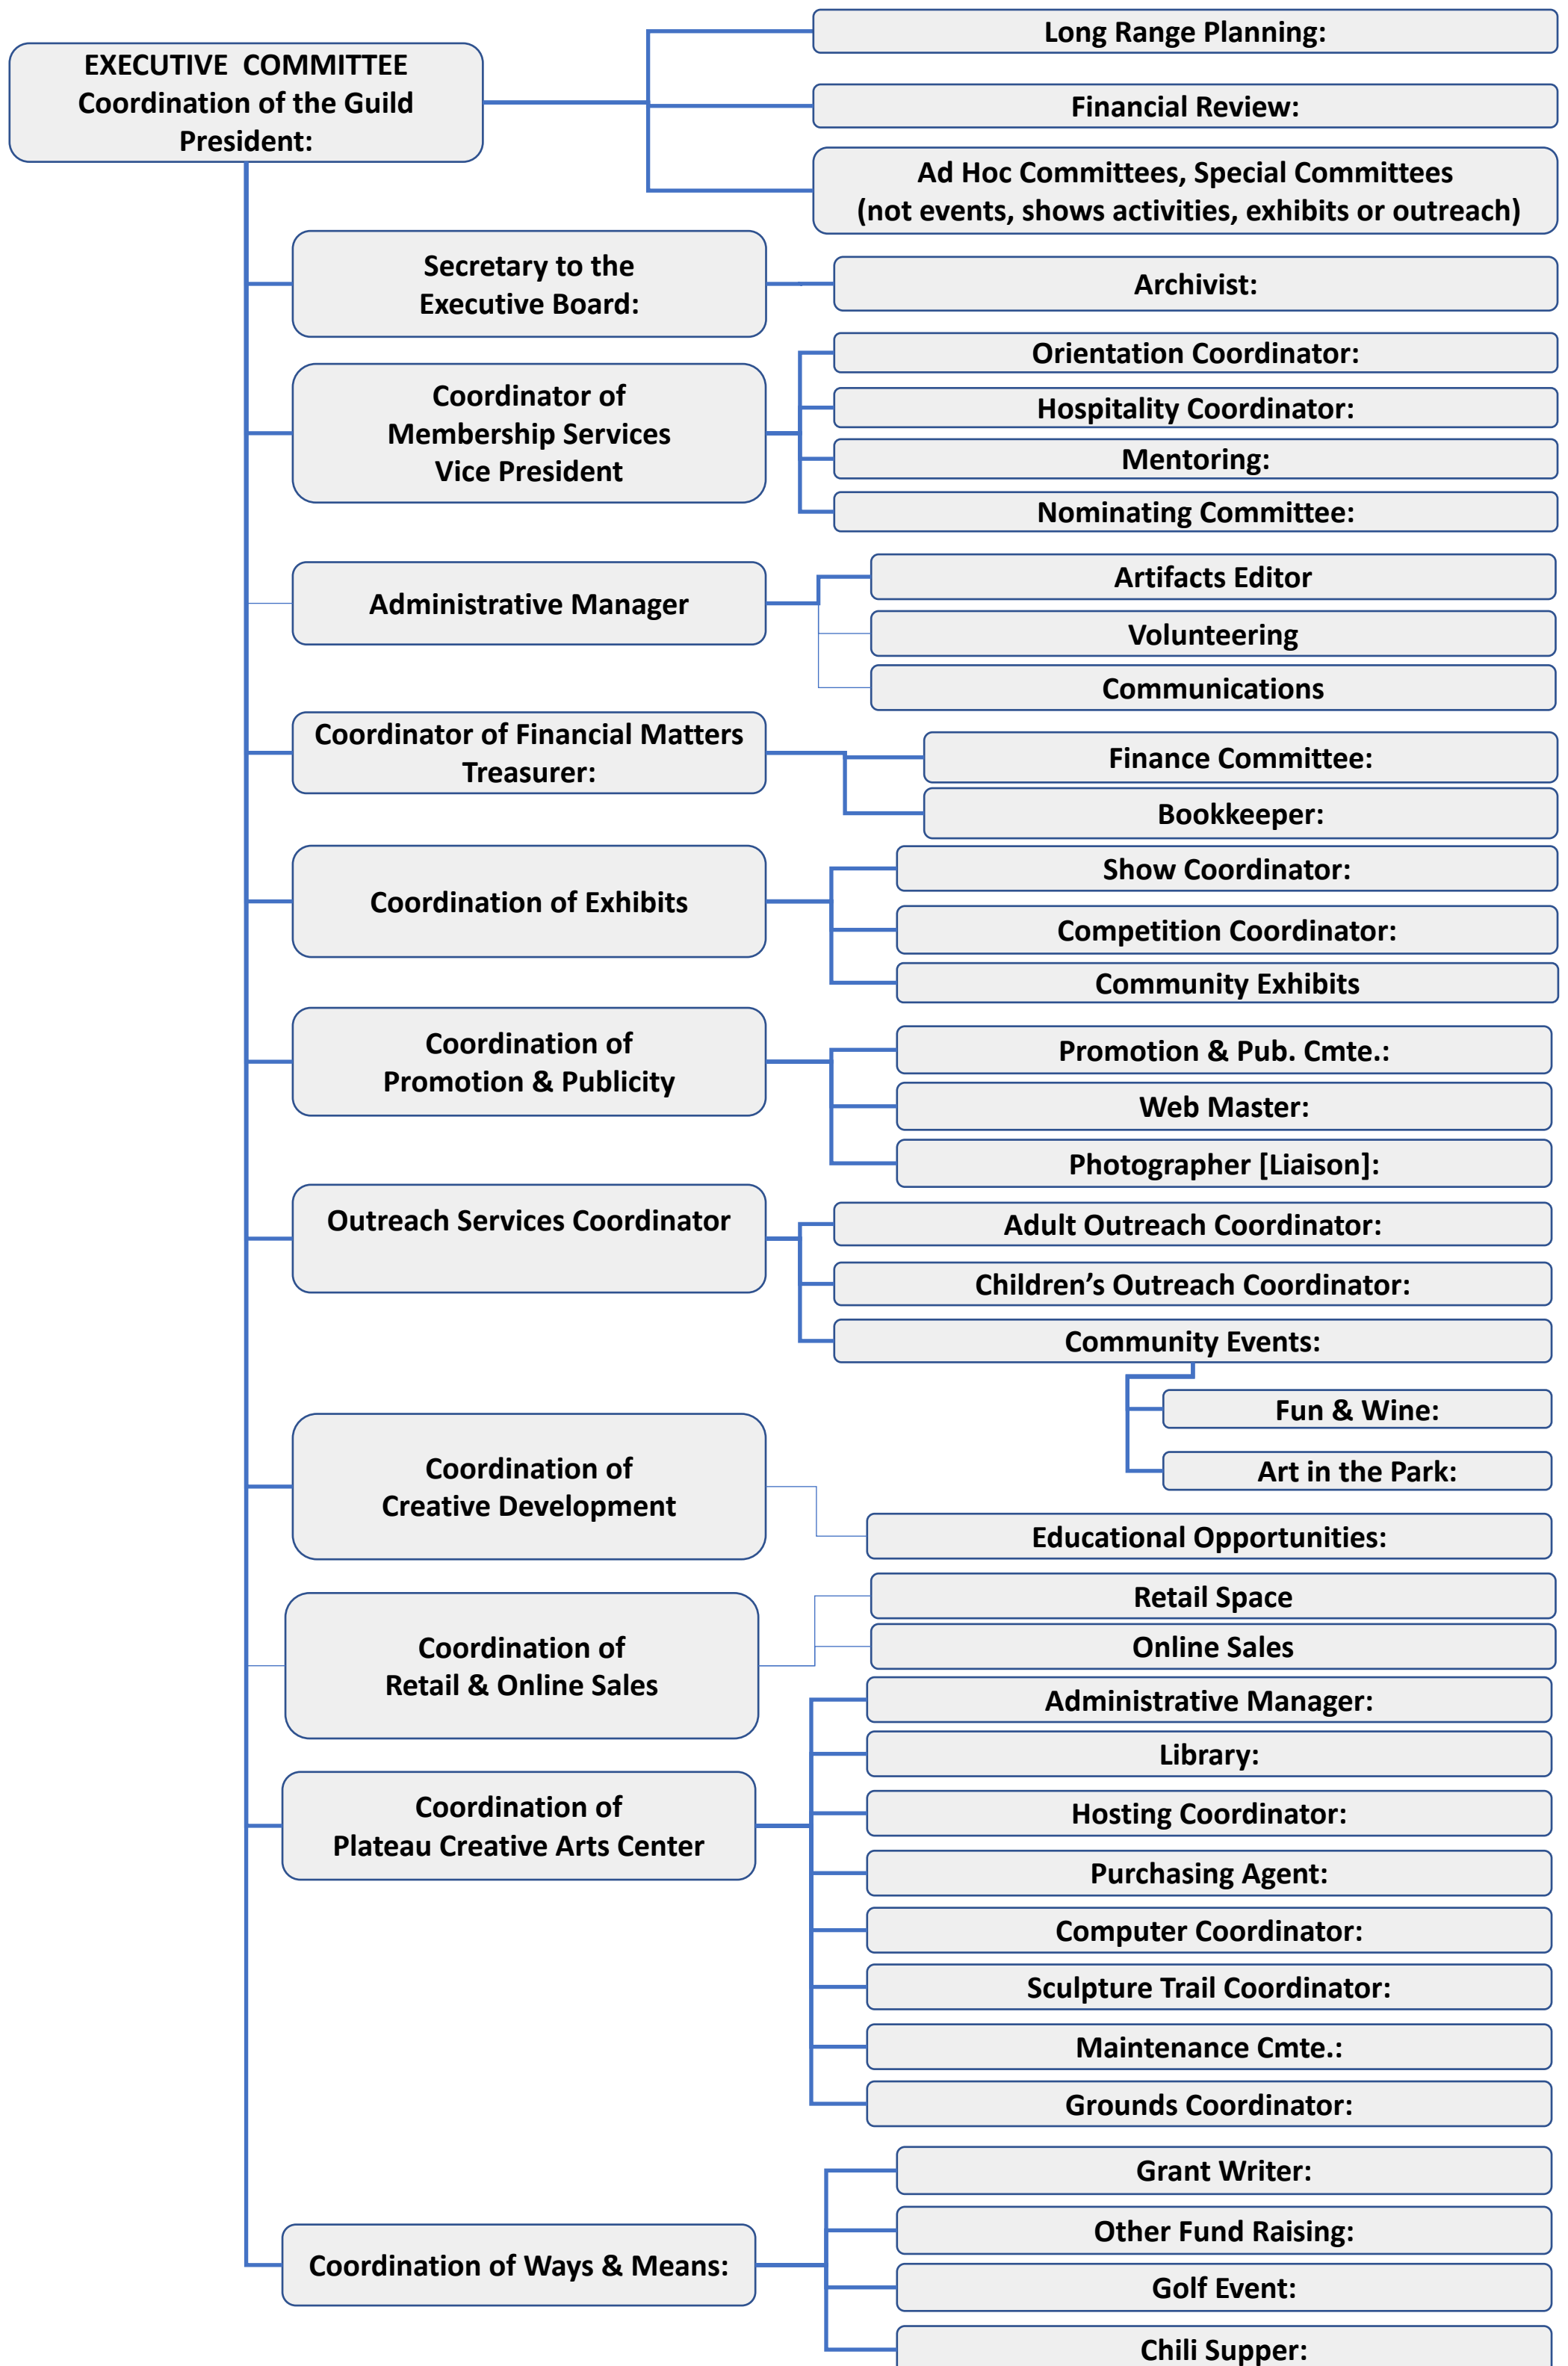 EXECUTIVE COMMITTEE
Coordination of the Guild
President:
Long Range Planning:
Financial Review:
Ad Hoc Committees, Special Committees
(not events, shows activities, exhibits or outreach)
Secretary to the
Executive Board:
Archivist:
Coordinator of
Membership Services
Vice President
Orientation Coordinator:
Hospitality Coordinator:
Mentoring:
Nominating Committee:
Administrative Manager
Artifacts Editor
Volunteering
Communications
Coordinator of Financial Matters
Treasurer:
Finance Committee:
Bookkeeper:
Coordination of Exhibits
Show Coordinator:
Competition Coordinator:
Community Exhibits
Coordination of
Promotion & Publicity
Promotion & Pub. Cmte.:
Web Master:
Photographer [Liaison]:
Outreach Services Coordinator
Adult Outreach Coordinator:
Children’s Outreach Coordinator:
Community Events:
Fun & Wine:
Art in the Park:
Coordination of
Creative Development
Educational Opportunities:
Coordination of
Retail & Online Sales
Retail Space
Online Sales
Coordination of
Plateau Creative Arts Center
Administrative Manager:
Library:
Hosting Coordinator:
Purchasing Agent:
Computer Coordinator:
Sculpture Trail Coordinator:
Maintenance Cmte.:
Grounds Coordinator:
Coordination of Ways & Means:
Grant Writer:
Other Fund Raising:
Golf Event:
Chili Supper: